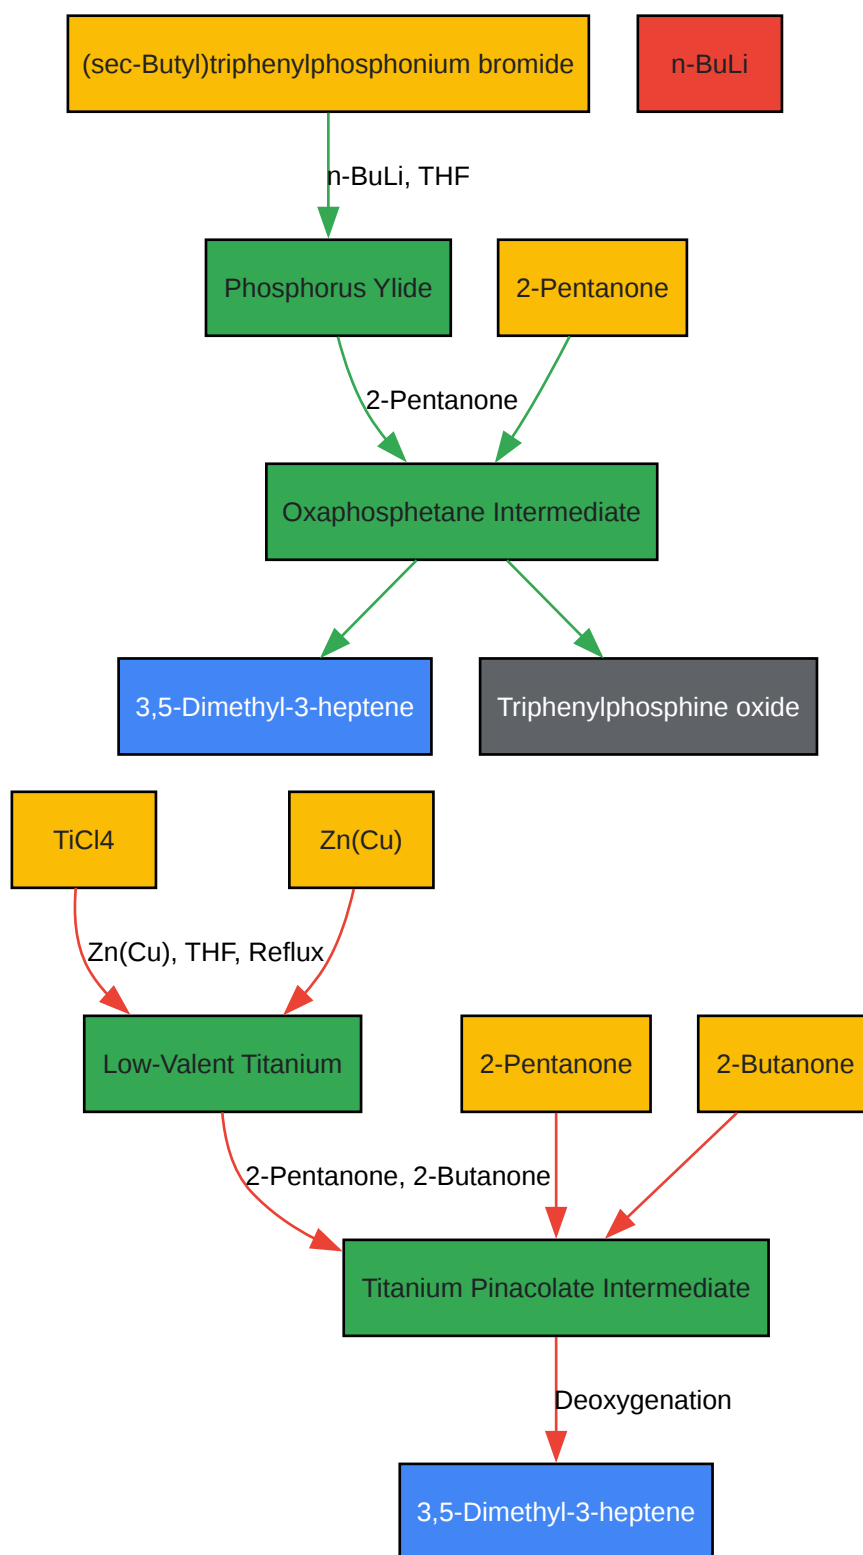 (sec-Butyl)triphenylphosphonium bromide
n-BuLi
n-BuLi, THF
Phosphorus Ylide
2-Pentanone
2-Pentanone
Oxaphosphetane Intermediate
3,5-Dimethyl-3-heptene
Triphenylphosphine oxide
TiCl4
Zn(Cu)
Zn(Cu), THF, Reflux
Low-Valent Titanium
2-Pentanone
2-Butanone
2-Pentanone, 2-Butanone
Titanium Pinacolate Intermediate
Deoxygenation
3,5-Dimethyl-3-heptene